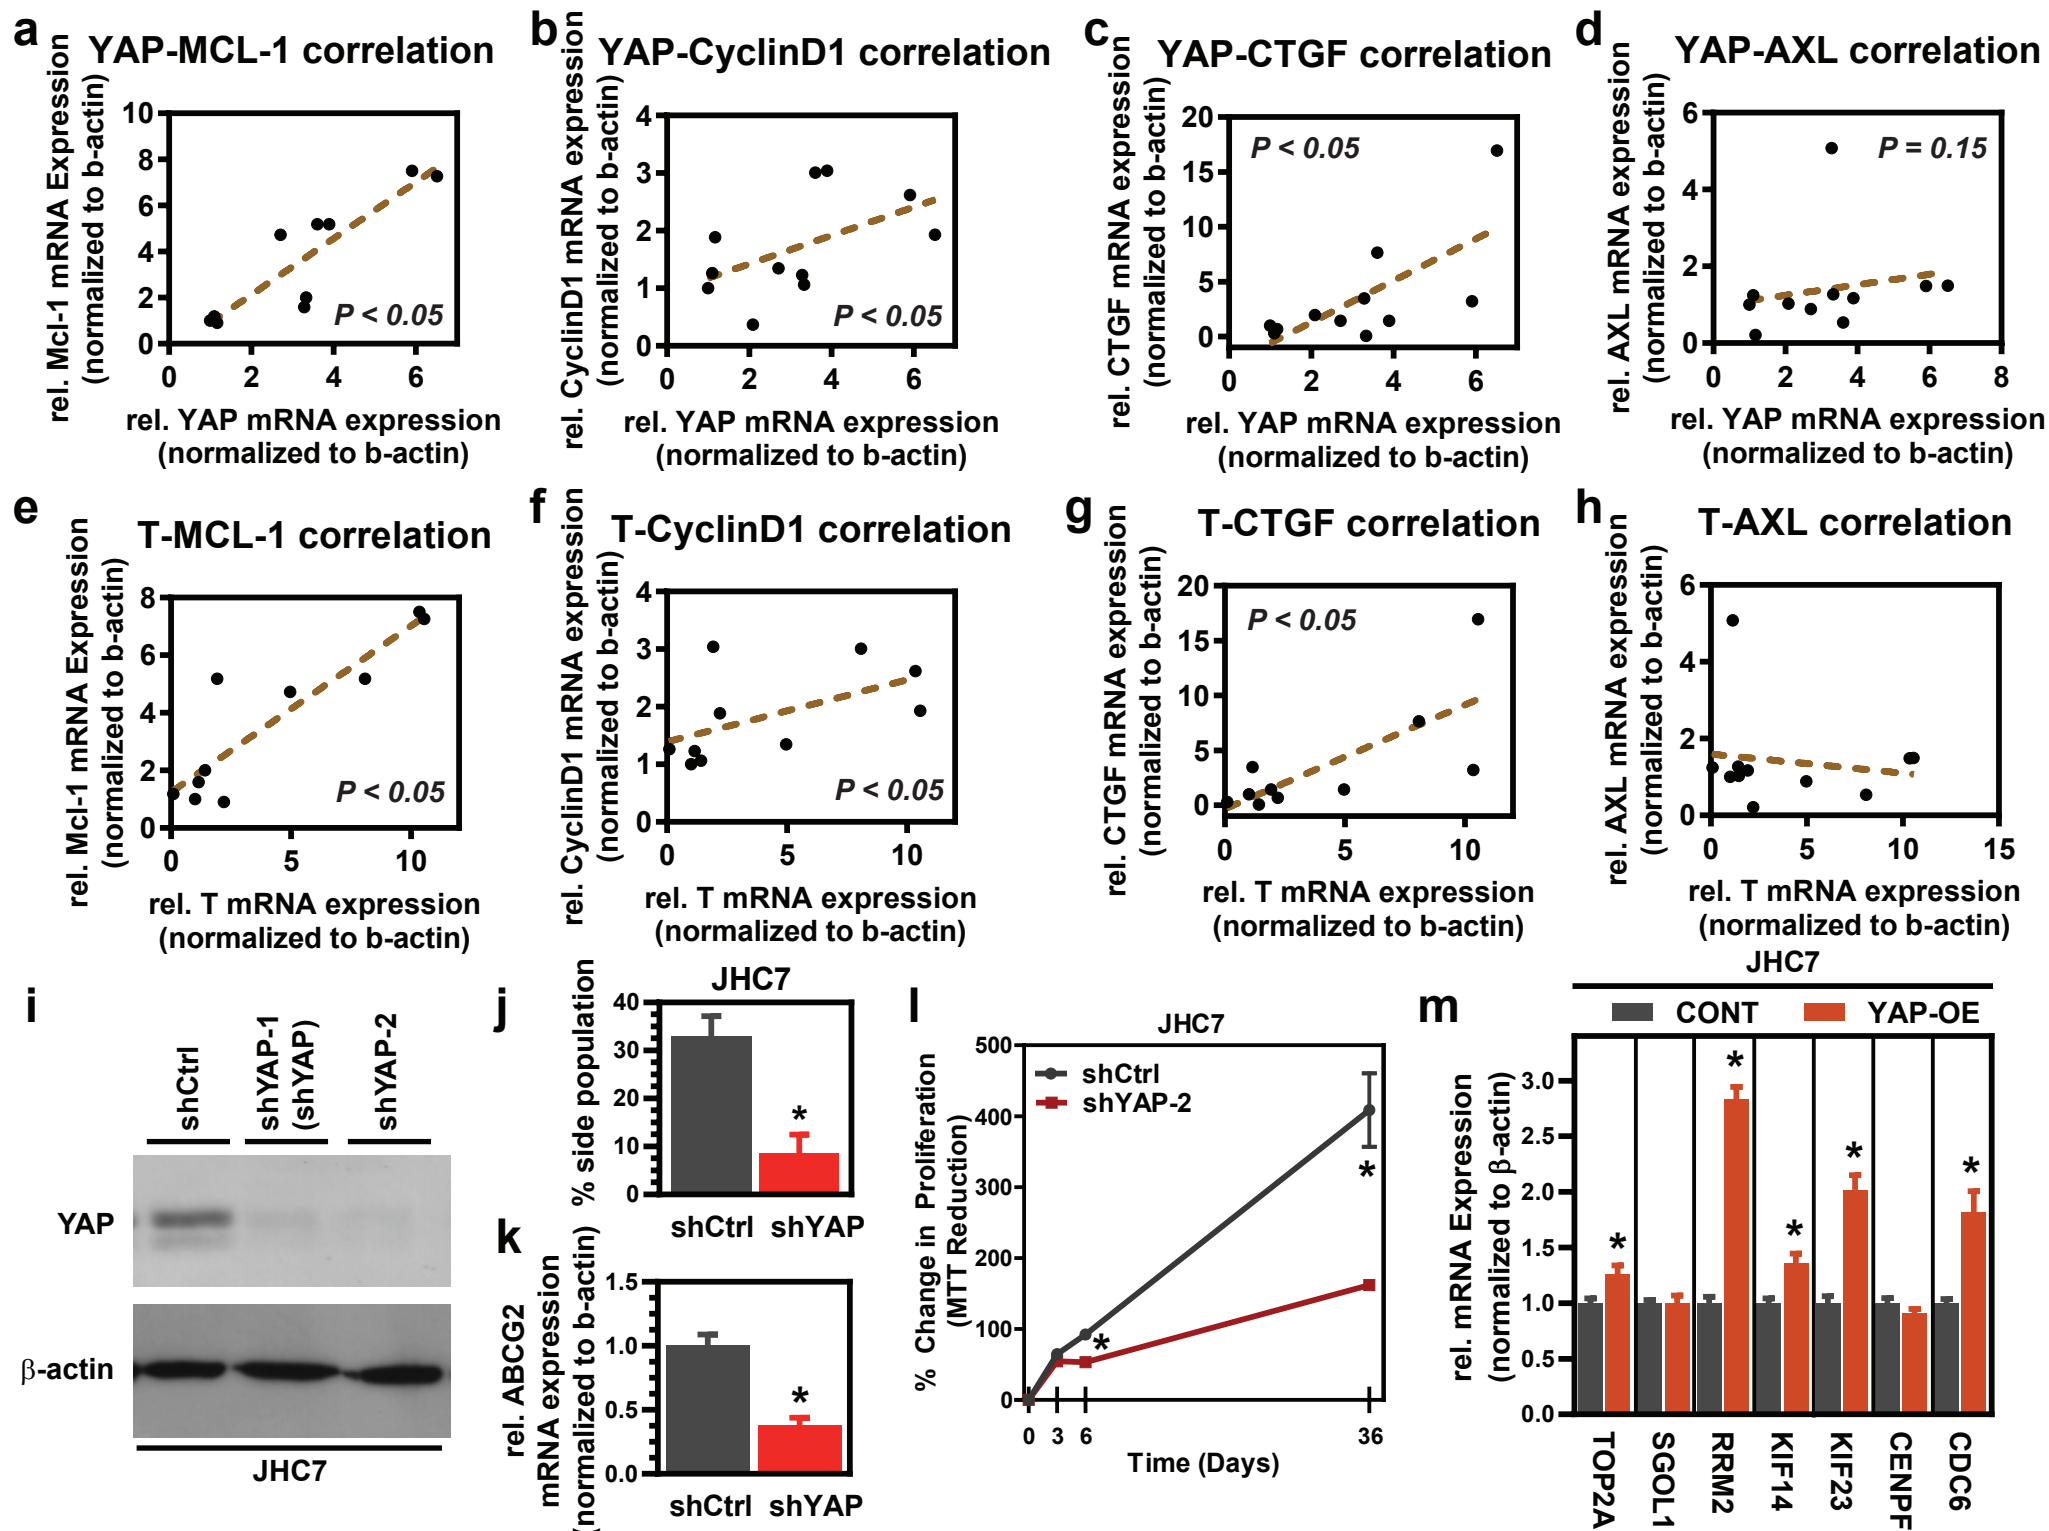 a
YAP-MCL-1 correlation
rel. Mcl-1 mRNA Expression
(normalized to b-actin)
10
8
6
4
2
0
P < 0.05
0 2 4 6
rel. YAP mRNA expression
(normalized to b-actin)
b
YAP-CyclinD1 correlation
rel. CyclinD1 mRNA expression
(normalized to b-actin)
4
3
2
1
0
P < 0.05
0 2 4 6
rel. YAP mRNA expression
(normalized to b-actin)
c
YAP-CTGF correlation
rel. CTGF mRNA expression
(normalized to b-actin)
20
15
10
5
0
P < 0.05
0 2 4 6
rel. YAP mRNA expression
(normalized to b-actin)
d
YAP-AXL correlation
rel. AXL mRNA expression
(normalized to b-actin)
6
4
2
0
P = 0.15
0 2 4 6 8
rel. YAP mRNA expression
(normalized to b-actin)
e
T-MCL-1 correlation
rel. Mcl-1 mRNA Expression
(normalized to b-actin)
8
6
4
2
0
P < 0.05
0 5 10
rel. T mRNA expression
(normalized to b-actin)
f
T-CyclinD1 correlation
rel. CyclinD1 mRNA expression
(normalized to b-actin)
4
3
2
1
0
P < 0.05
0 5 10
rel. T mRNA expression
(normalized to b-actin)
g
T-CTGF correlation
rel. CTGF mRNA expression
(normalized to b-actin)
20
15
10
5
0
P < 0.05
0 5 10
rel. T mRNA expression
(normalized to b-actin)
h
T-AXL correlation
rel. AXL mRNA expression
(normalized to b-actin)
6
4
2
0
0 5 10 15
rel. T mRNA expression
(normalized to b-actin)
i
shCtrl
shYAP-1
(shYAP)
shYAP-2
YAP
β-actin
JHC7
j
JHC7
% side population
40
30
20
10
0
*
shCtrl shYAP
k
rel. ABCG2
mRNA expression
(normalized to b-actin)
1.5
1.0
0.5
0.0
*
shCtrl shYAP
l
JHC7
% Change in Proliferation
(MTT Reduction)
500
400
300
200
100
0
shCtrl
shYAP-2
*
*
0 3 6 36
Time (Days)
m
JHC7
CONT YAP-OE
rel. mRNA Expression
(normalized to β-actin)
3.0
2.5
2.0
1.5
1.0
0.5
0.0
* * * * *
TOP2A
SGOL1
RRM2
KIF14
KIF23
CENPF
CDC6